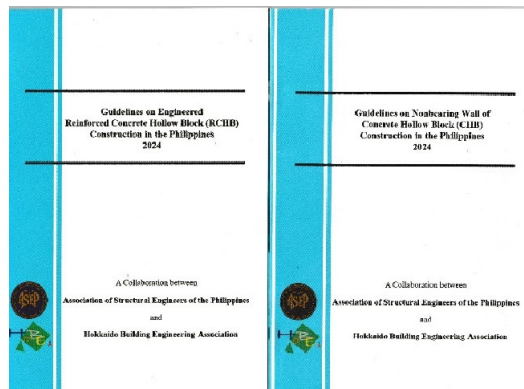 Guidelines on Engineered
Reinforced Concrete Hollow Block (RCHB)
Construction in the Philippines
2024
A Collaboration between
Association of Structural Engineers of the Philippines
and
Hokkaido Building Engineering Association
Guidelines on Nonbearing Wall of
Concrete Hollow Block (CHB)
Construction in the Philippines
2024
A Collaboration between
Association of Structural Engineers of the Philippines
and
Hokkaido Building Engineering Association
ASEP
ASEP